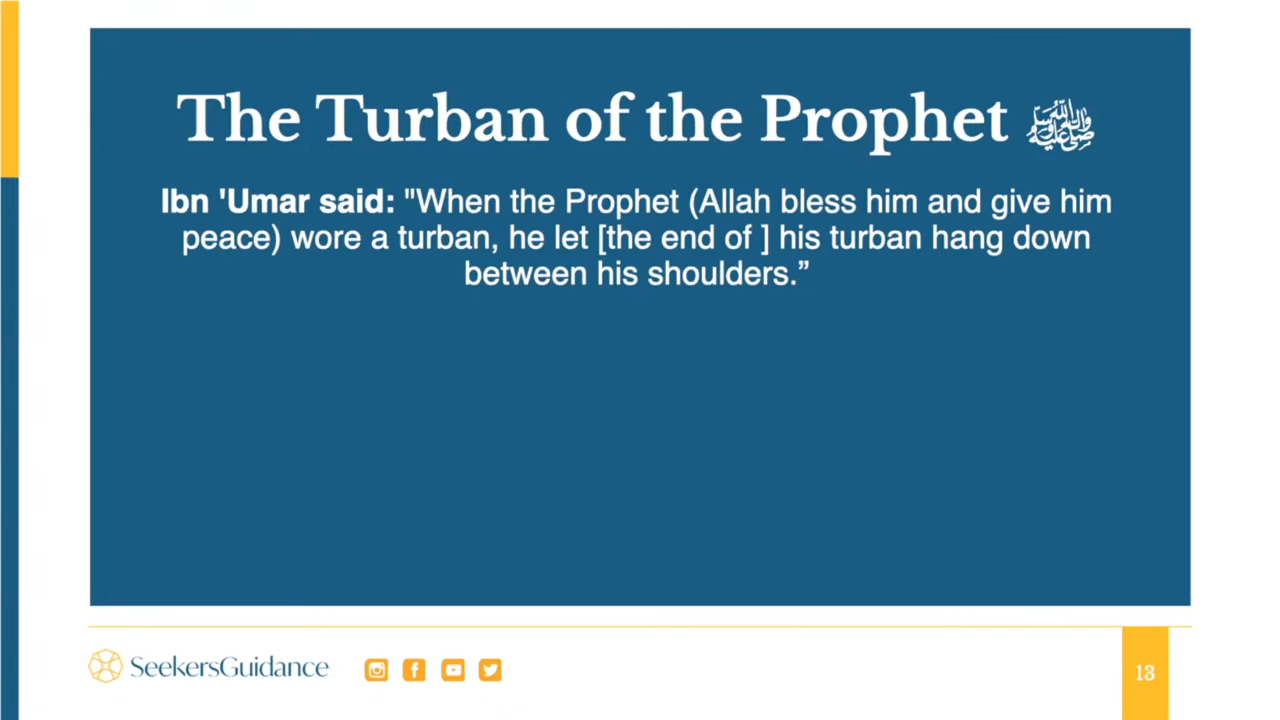 The Turban of the Prophet ﷺ
Ibn 'Umar said: "When the Prophet (Allah bless him and give him
peace) wore a turban, he let [the end of ] his turban hang down
between his shoulders.”
SeekersGuidance
13